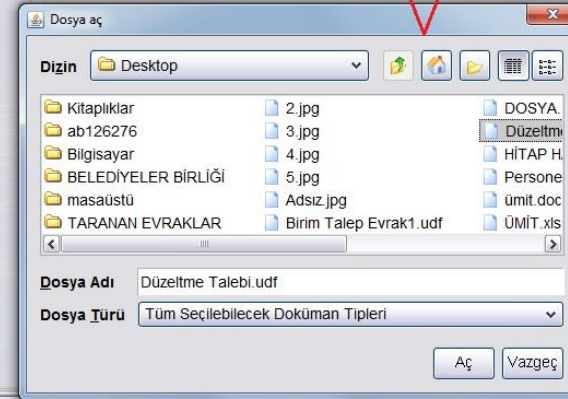 Dosya aç
Dizin Desktop
Kitaplıklar 2.jpg DOSYA.
ab126276 3.jpg Düzeltme
Bilgisayar 4.jpg HİTAP H
BELEDİYELER BİRLİĞİ 5.jpg Persone
masaüstü Adsız.jpg ümit.doc
TARANAN EVRAKLAR Birim Talep Evrak1.udf ÜMİT.xls
Dosya Adı Düzeltme Talebi.udf
Dosya Türü Tüm Seçilebilecek Doküman Tipleri
Aç Vazgeç